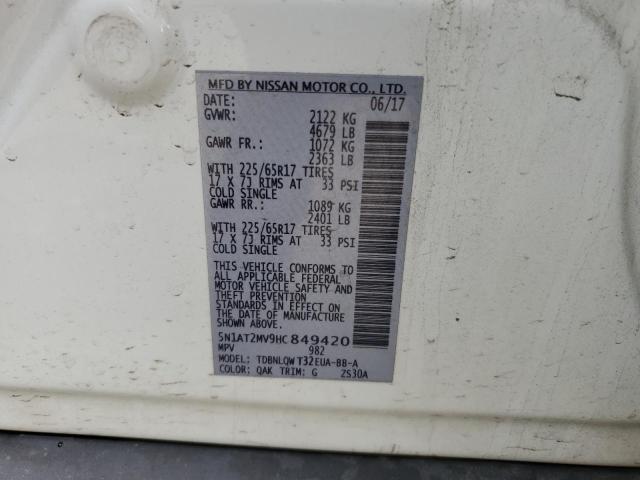 MFD BY NISSAN MOTOR CO., LTD.
DATE: 06/17
GVWR: 2122 KG
4679 LB
GAWR FR.: 1072 KG
2363 LB
WITH 225/65R17 TIRES
17 X 7J RIMS AT 33 PSI
COLD SINGLE
GAWR RR.: 1089 KG
2401 LB
WITH 225/65R17 TIRES
17 X 7J RIMS AT 33 PSI
COLD SINGLE
THIS VEHICLE CONFORMS TO
ALL APPLICABLE FEDERAL
MOTOR VEHICLE SAFETY AND
THEFT PREVENTION
STANDARDS IN EFFECT ON
THE DATE OF MANUFACTURE
SHOWN ABOVE.
5N1AT2MV9HC849420
MPV 982
MODEL: TDBNLQW T32EUA-BB-A
COLOR: QAK TRIM: G ZS30A